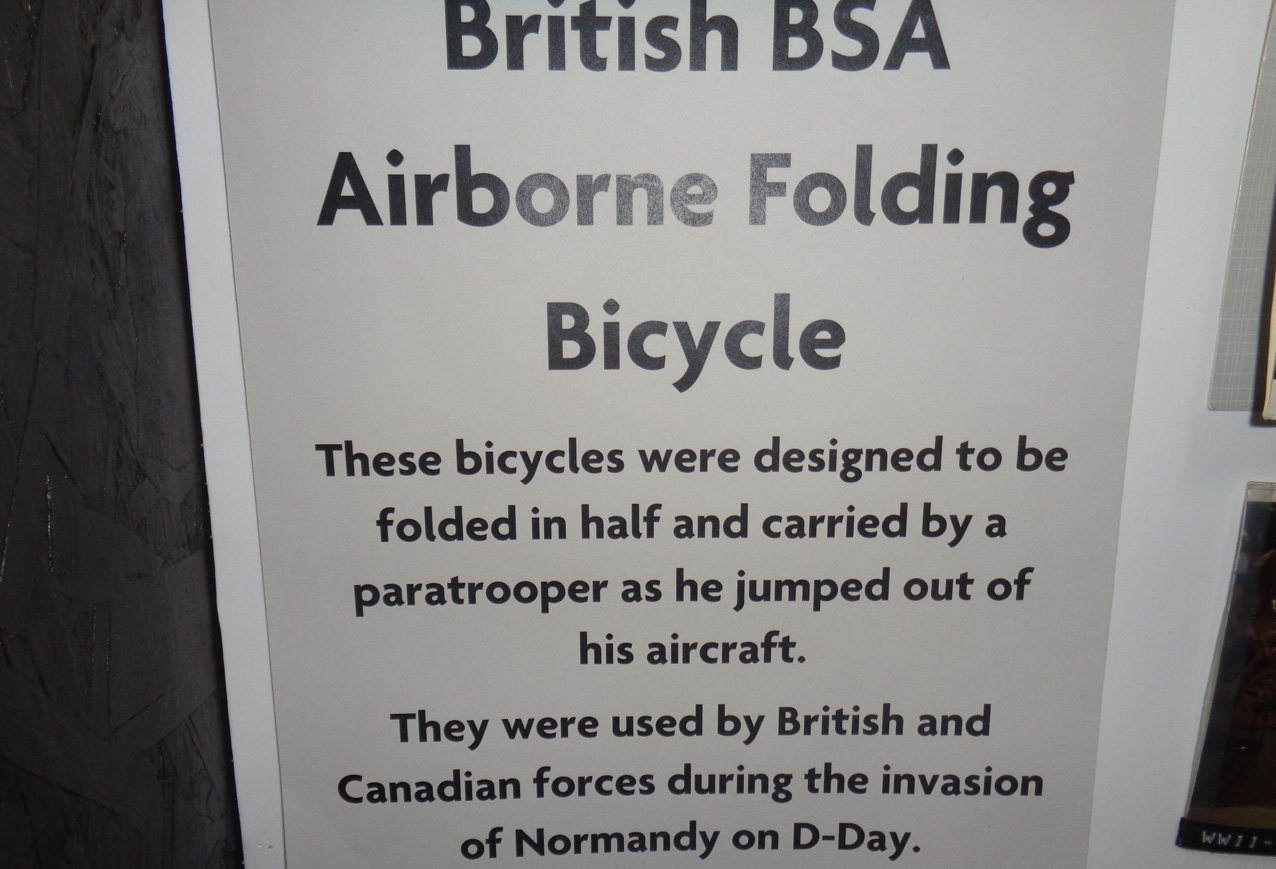 British BSA
Airborne Folding
Bicycle
These bicycles were designed to be
folded in half and carried by a
paratrooper as he jumped out of
his aircraft.
They were used by British and
Canadian forces during the invasion
of Normandy on D-Day.
WWII-